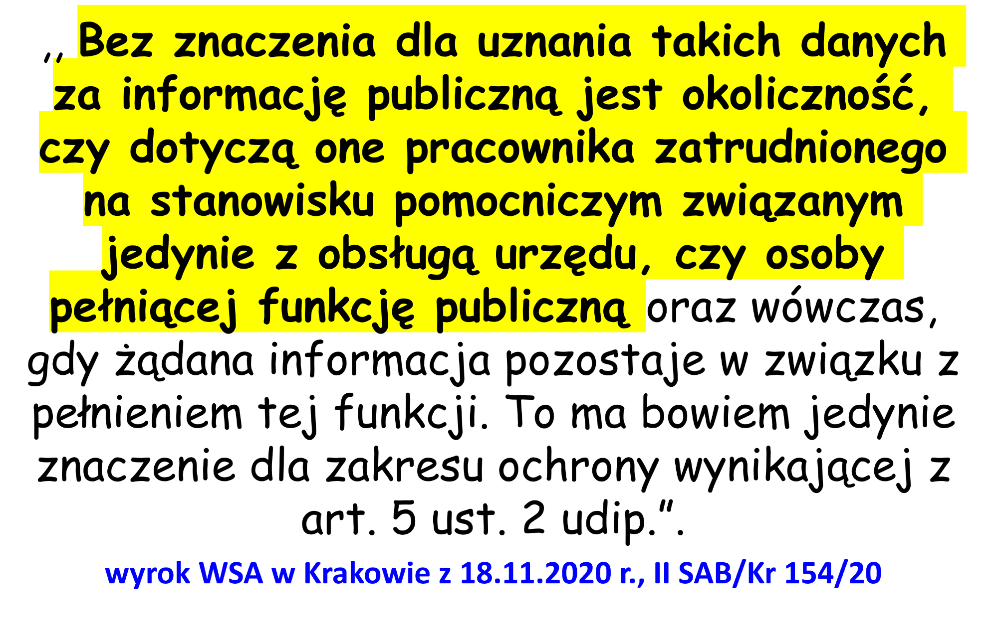 ,, Bez znaczenia dla uznania takich danych
za informację publiczną jest okoliczność,
czy dotyczą one pracownika zatrudnionego
na stanowisku pomocniczym związanym
jedynie z obsługą urzędu, czy osoby
pełniącej funkcję publiczną oraz wówczas,
gdy żądana informacja pozostaje w związku z
pełnieniem tej funkcji. To ma bowiem jedynie
znaczenie dla zakresu ochrony wynikającej z
art. 5 ust. 2 udip.”.
wyrok WSA w Krakowie z 18.11.2020 r., II SAB/Kr 154/20